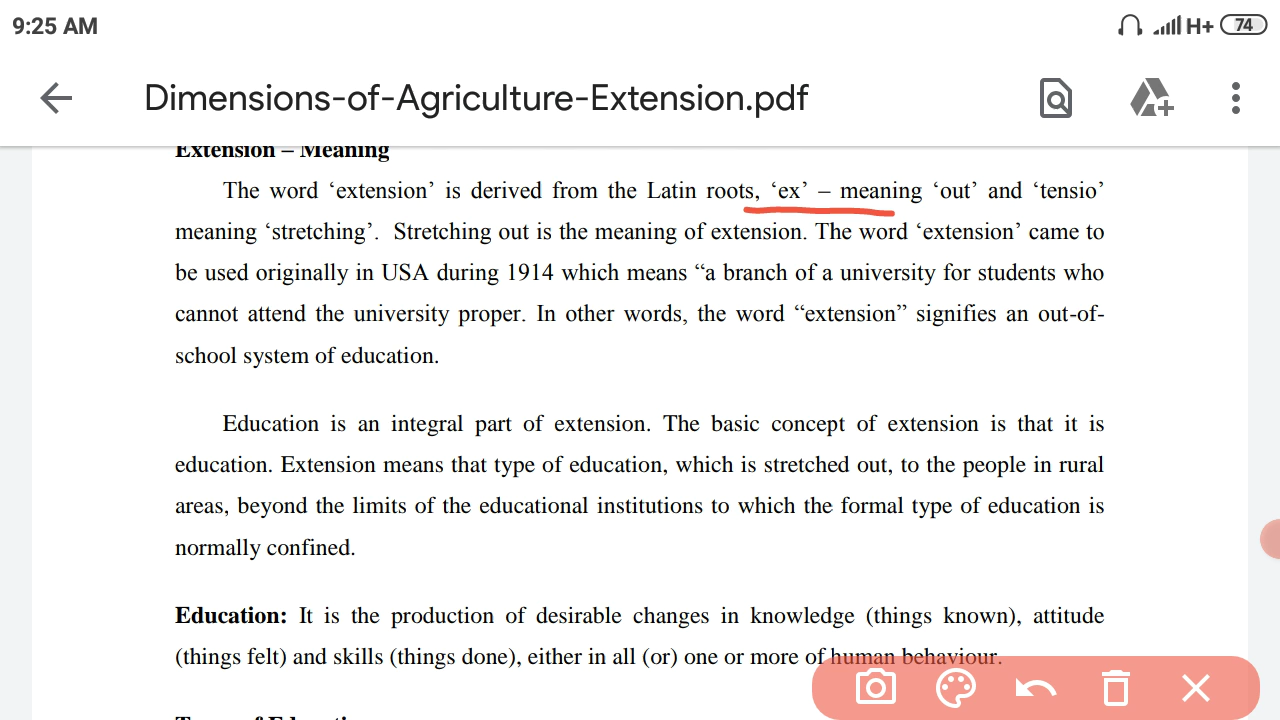 9:25 AM
H+ 74
Dimensions-of-Agriculture-Extension.pdf
Extension – Meaning
The word ‘extension’ is derived from the Latin roots, ‘ex’ – meaning ‘out’ and ‘tensio’
meaning ‘stretching’. Stretching out is the meaning of extension. The word ‘extension’ came to
be used originally in USA during 1914 which means “a branch of a university for students who
cannot attend the university proper. In other words, the word “extension” signifies an out-of-
school system of education.
Education is an integral part of extension. The basic concept of extension is that it is
education. Extension means that type of education, which is stretched out, to the people in rural
areas, beyond the limits of the educational institutions to which the formal type of education is
normally confined.
Education: It is the production of desirable changes in knowledge (things known), attitude
(things felt) and skills (things done), either in all (or) one or more of human behaviour.